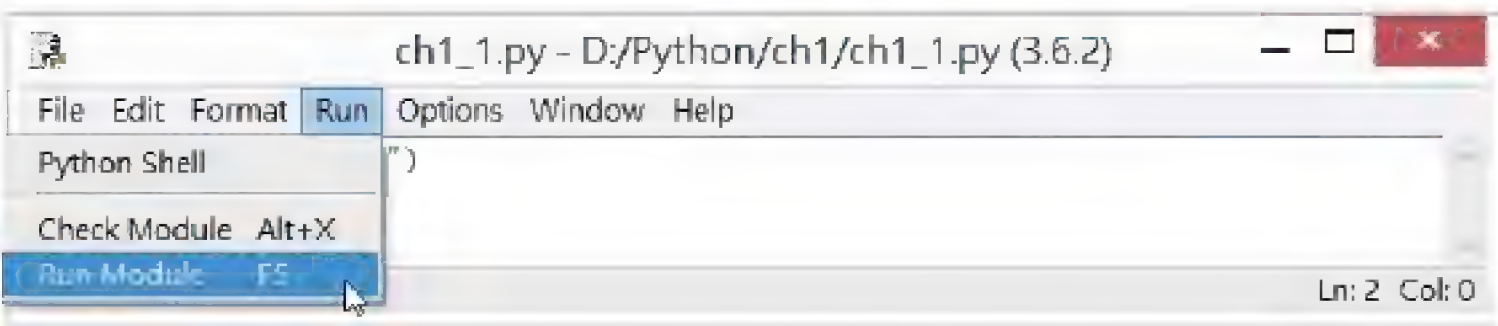 ch1_1.py - D:/Python/ch1/ch1_1.py (3.6.2)
File Edit Format Run Options Window Help
Python Shell ")
Check Module Alt+X
Run Module F5
Ln: 2 Col: 0